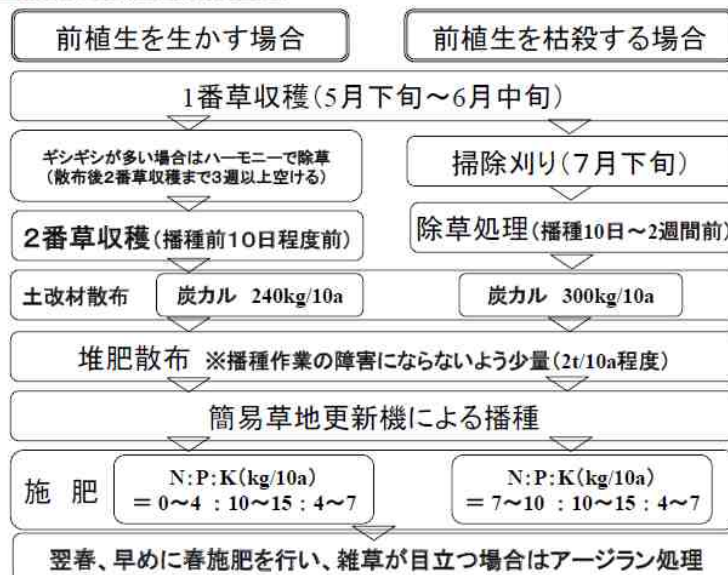 前植生を生かす場合
前植生を枯殺する場合
1番草収穫(5月下旬～6月中旬)
ギシギシが多い場合はハーモニーで除草
(散布後2番草収穫まで3週以上空ける)
掃除刈り(7月下旬)
2番草収穫(播種前10日程度前)
除草処理(播種10日～2週間前)
土改材散布
炭カル 240kg/10a
炭カル 300kg/10a
堆肥散布 ※播種作業の障害にならないよう少量(2t/10a程度)
簡易草地更新機による播種
施 肥
N:P:K(kg/10a)
= 0～4 : 10～15 : 4～7
N:P:K(kg/10a)
= 7～10 : 10～15 : 4～7
翌春、早めに春施肥を行い、雑草が目立つ場合はアージラン処理